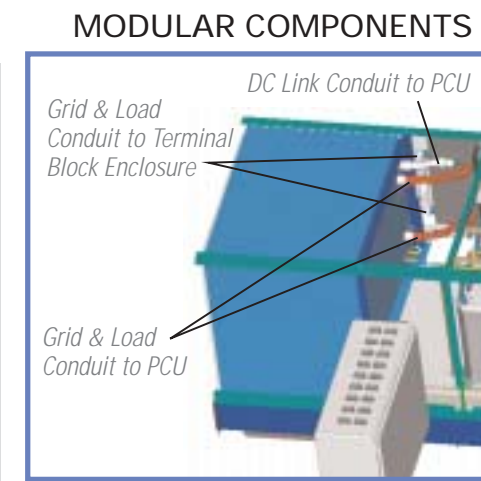 MODULAR COMPONENTS
DC Link Conduit to PCU
Grid & Load
Conduit to Terminal
Block Enclosure
Grid & Load
Conduit to PCU